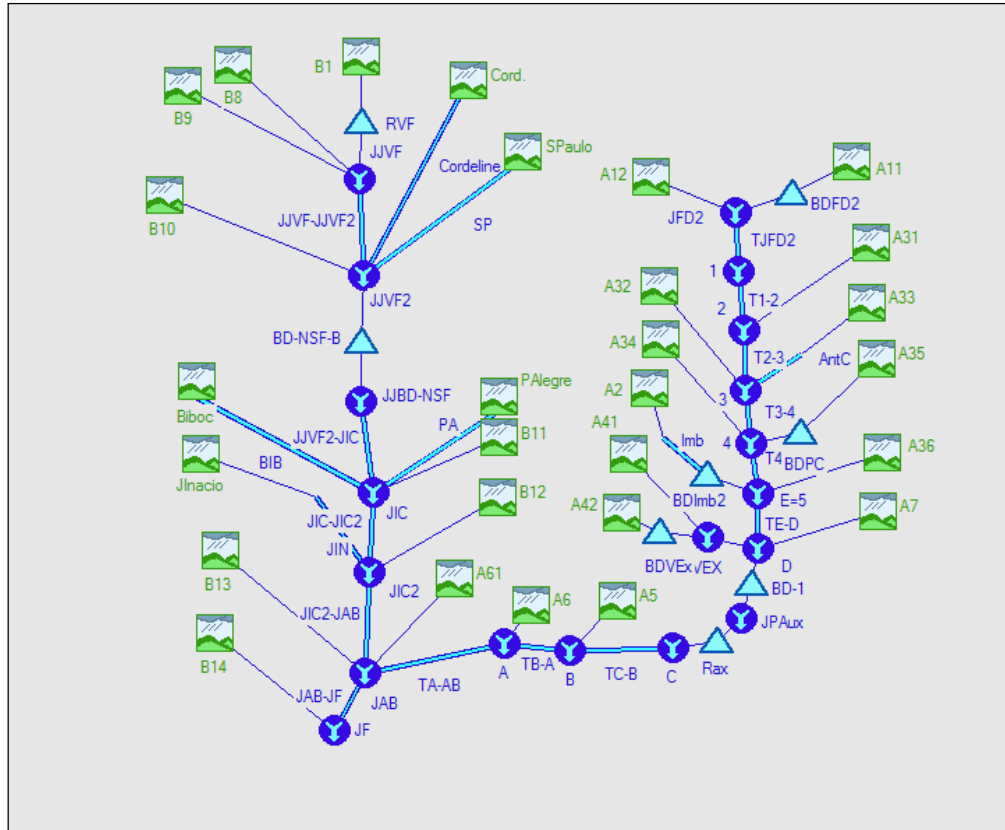 B1
B8
Cord.
B9
RVF
JJVF
Cordeline
SPaulo
A12
A11
BDFD2
JJVF-JJVF2
SP
JFD2
TJFD2
B10
A31
1
JJVF2
A32
T1-2
A33
2
BD-NSF-B
A34
T2-3
AntC
A35
PAlegre
A2
JJBD-NSF
3
Biboc
JJVF2-JIC
PA
T3-4
A41
B11
Imb
4
T4
BDPC
A36
BIB
JInacio
JIC
BDImb2
E=5
A42
JIC-JIC2
B12
A7
TE-D
JIN
BDVEx
VEX
D
B13
JIC2
A61
A6
A5
BD-1
JIC2-JAB
JPAux
B14
A
TB-A
B
C
Rax
TA-AB
TC-B
JAB-JF
JAB
JF